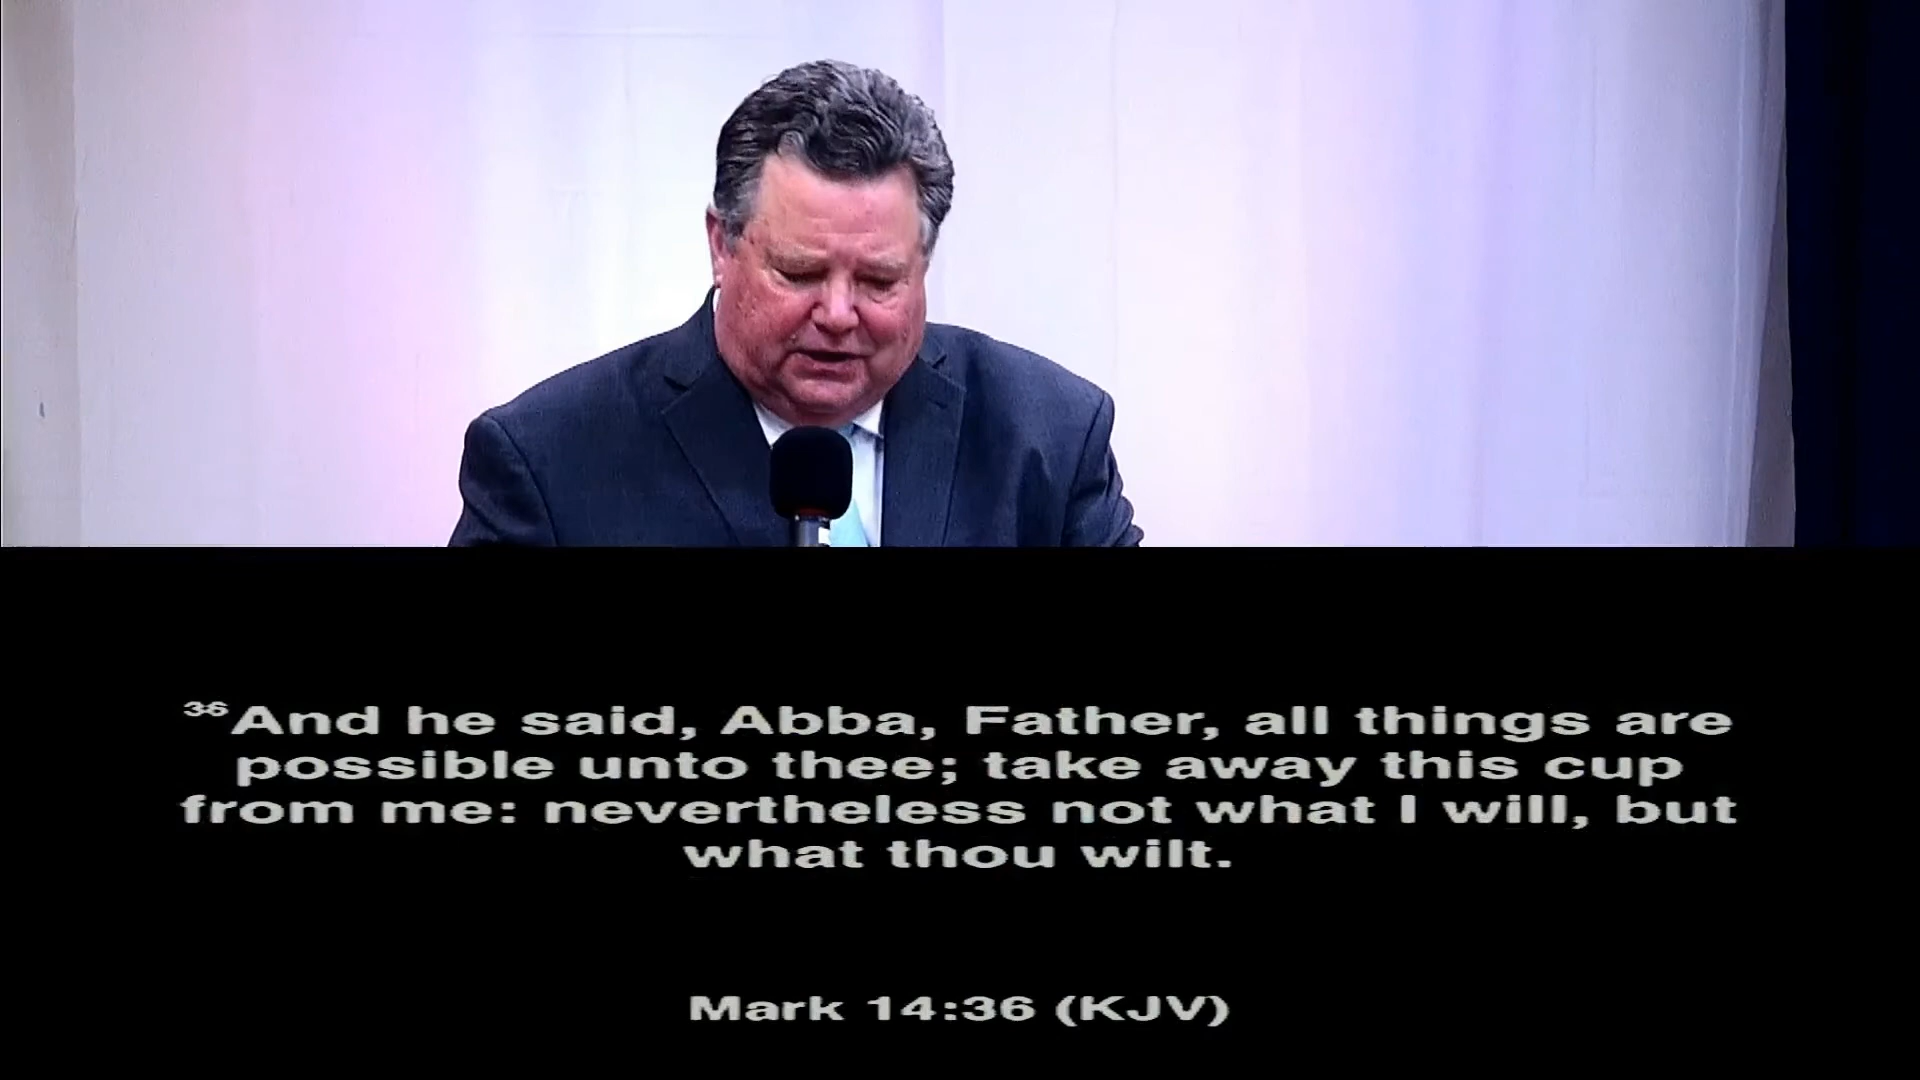 ³⁶And he said, Abba, Father, all things are
possible unto thee; take away this cup
from me: nevertheless not what I will, but
what thou wilt.
Mark 14:36 (KJV)